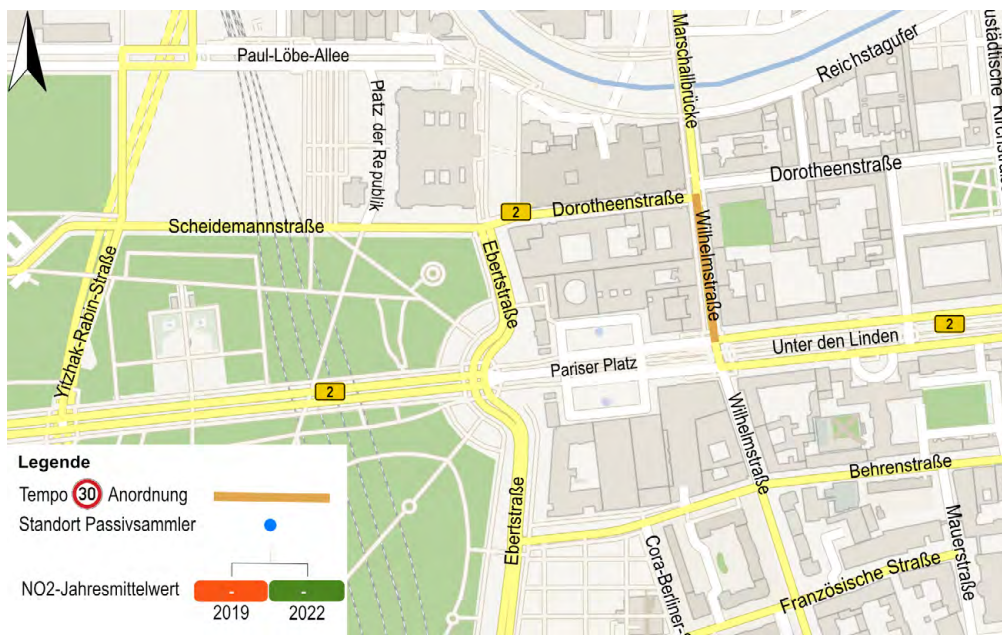 Paul-Löbe-Allee
Platz der Republik
Marschallbrücke
Reichstagufer
Dorotheenstraße
Dorotheenstraße
2
Scheidemannstraße
Wilhelmstraße
Ebertstraße
Yitzhak-Rabin-Straße
2
Unter den Linden
Pariser Platz
2
Wilhelmstraße
Behrenstraße
Ebertstraße
Mauerstraße
Französische Straße
Legende
Tempo 30 Anordnung
Standort Passivsammler
NO2-Jahresmittelwert
- -
2019 2022